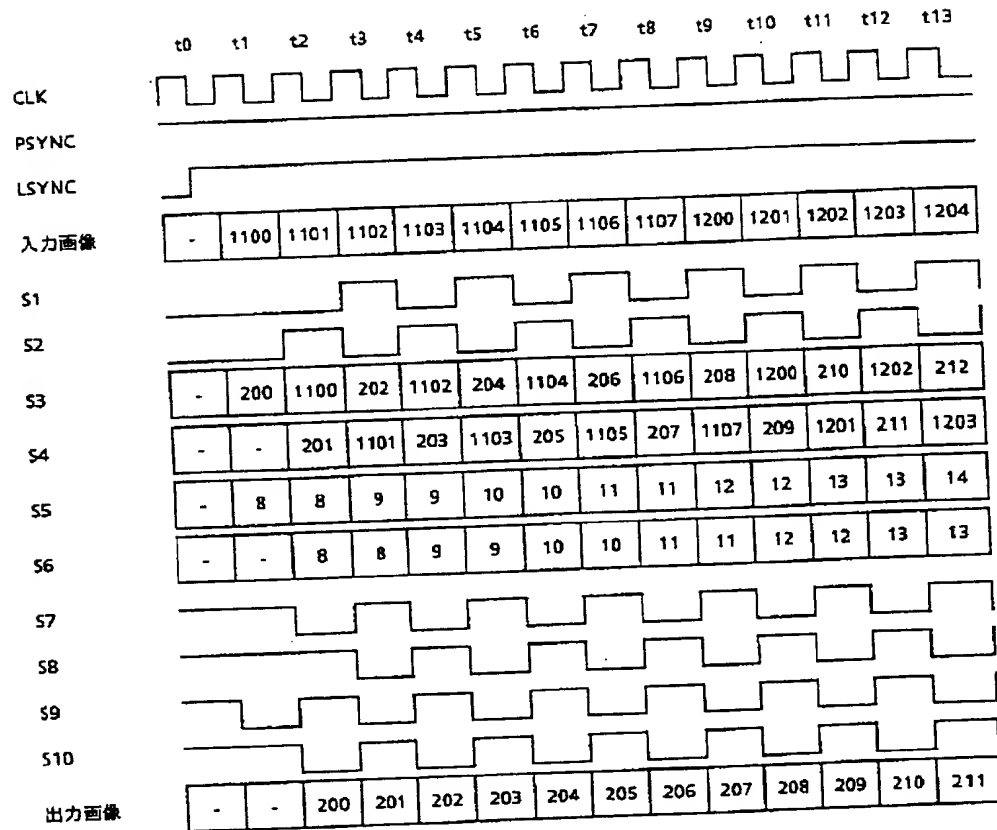 t0 t1 t2 t3 t4 t5 t6 t7 t8 t9 t10 t11 t12 t13
CLK
PSYNC
LSYNC
入力画像 - 1100 1101 1102 1103 1104 1105 1106 1107 1200 1201 1202 1203 1204
S1
S2
S3 - 200 1100 202 1102 204 1104 206 1106 208 1200 210 1202 212
S4 - - 201 1101 203 1103 205 1105 207 1107 209 1201 211 1203
S5 - 8 8 9 9 10 10 11 11 12 12 13 13 14
S6 - - 8 8 9 9 10 10 11 11 12 12 13 13
S7
S8
S9
S10
出力画像 - - 200 201 202 203 204 205 206 207 208 209 210 211